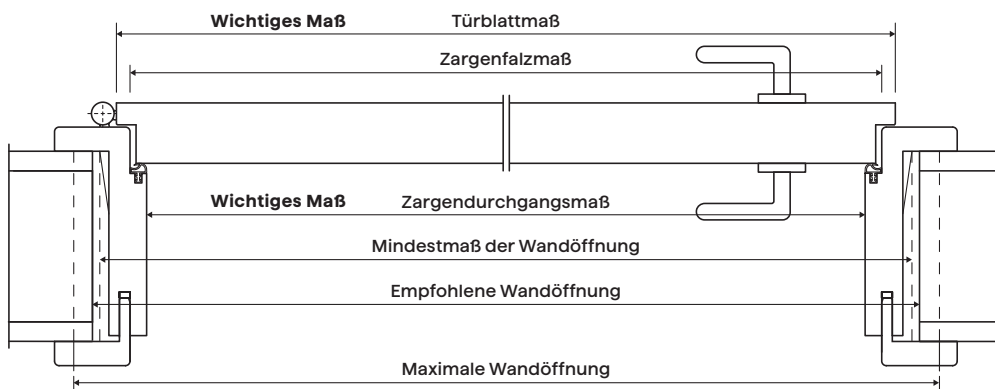 Wichtiges Maß Türblattmaß
Zargenfalzmaß
Wichtiges Maß Zargendurchgangsmaß
Mindestmaß der Wandöffnung
Empfohlene Wandöffnung
Maximale Wandöffnung